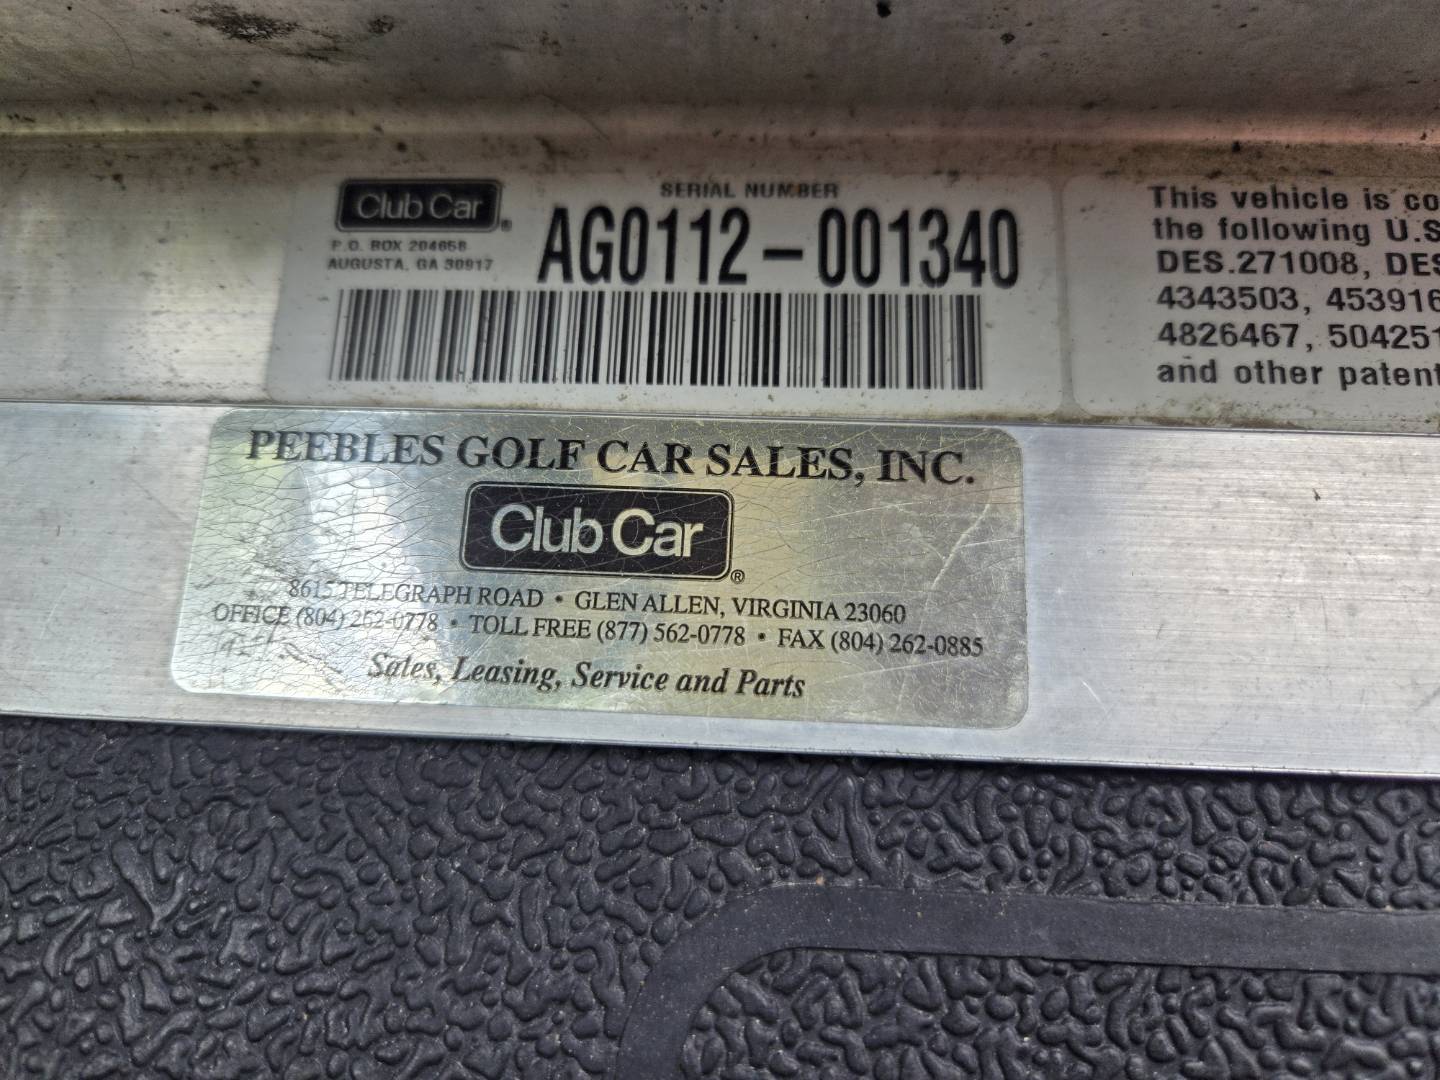 Club Car®
P.O. BOX 204658
AUGUSTA, GA 30917
SERIAL NUMBER
AG0112-001340
This vehicle is co
the following U.S
DES.271008, DES
4343503, 453916
4826467, 504251
and other patent
PEEBLES GOLF CAR SALES, INC.
Club Car®
8615 TELEGRAPH ROAD • GLEN ALLEN, VIRGINIA 23060
OFFICE (804) 262-0778 • TOLL FREE (877) 562-0778 • FAX (804) 262-0885
Sales, Leasing, Service and Parts